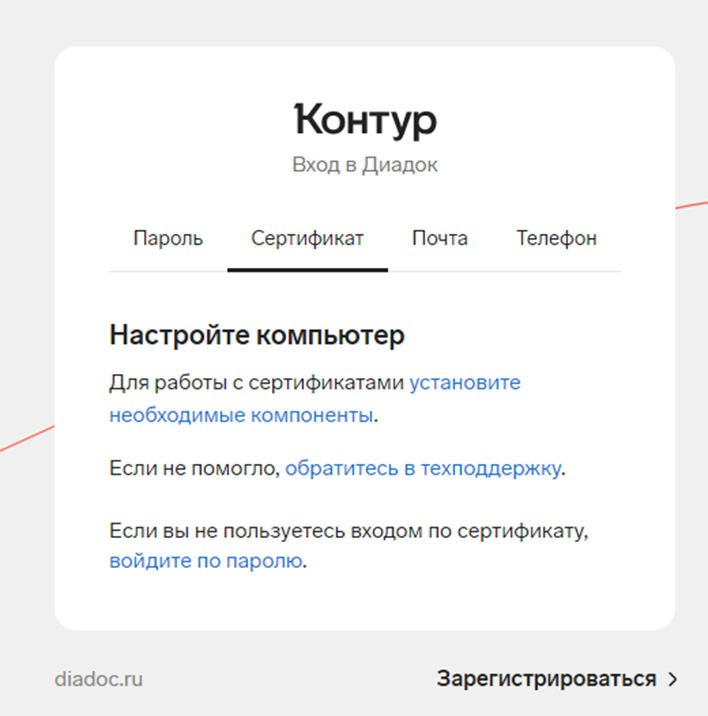 Контур
Вход в Диадок
Пароль Сертификат Почта Телефон
Настройте компьютер
Для работы с сертификатами установите
необходимые компоненты.
Если не помогло, обратитесь в техподдержку.
Если вы не пользуетесь входом по сертификату,
войдите по паролю.
diadoc.ru Зарегистрироваться